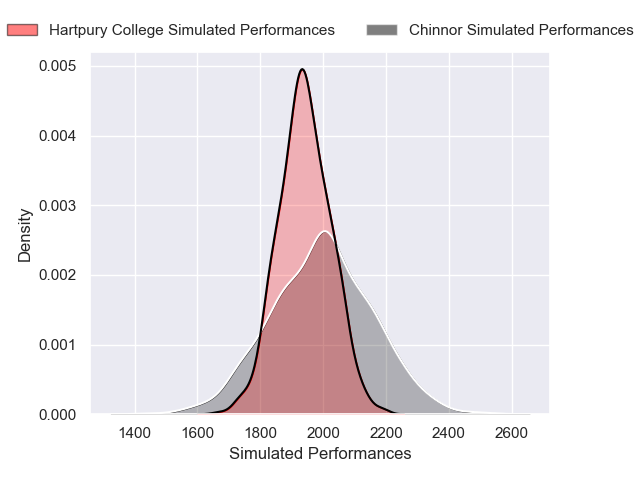 Hartpury College Simulated Performances Chinnor Simulated Performances
0.005
0.004
0.003
0.002
0.001
0.000
Density
1400 1600 1800 2000 2200 2400 2600
Simulated Performances